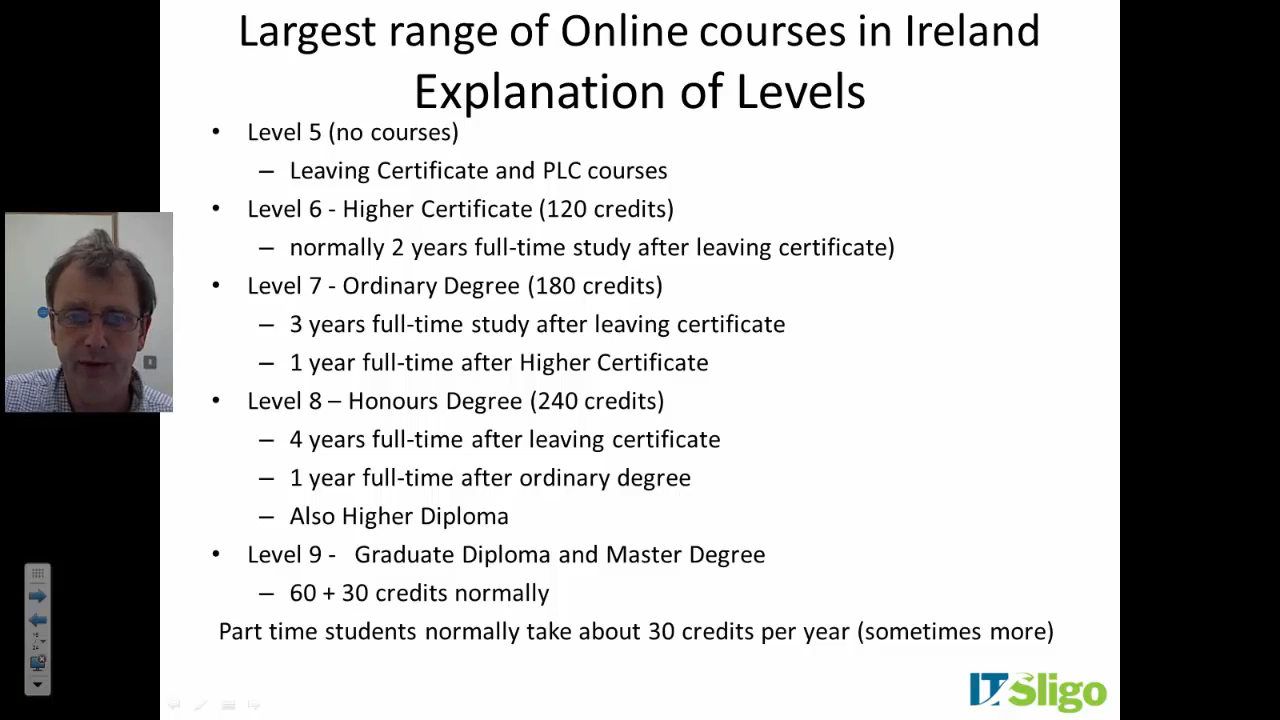 Largest range of Online courses in Ireland
Explanation of Levels
• Level 5 (no courses)
– Leaving Certificate and PLC courses
• Level 6 - Higher Certificate (120 credits)
– normally 2 years full-time study after leaving certificate)
• Level 7 - Ordinary Degree (180 credits)
– 3 years full-time study after leaving certificate
– 1 year full-time after Higher Certificate
• Level 8 – Honours Degree (240 credits)
– 4 years full-time after leaving certificate
– 1 year full-time after ordinary degree
– Also Higher Diploma
• Level 9 - Graduate Diploma and Master Degree
– 60 + 30 credits normally
Part time students normally take about 30 credits per year (sometimes more)
IT Sligo